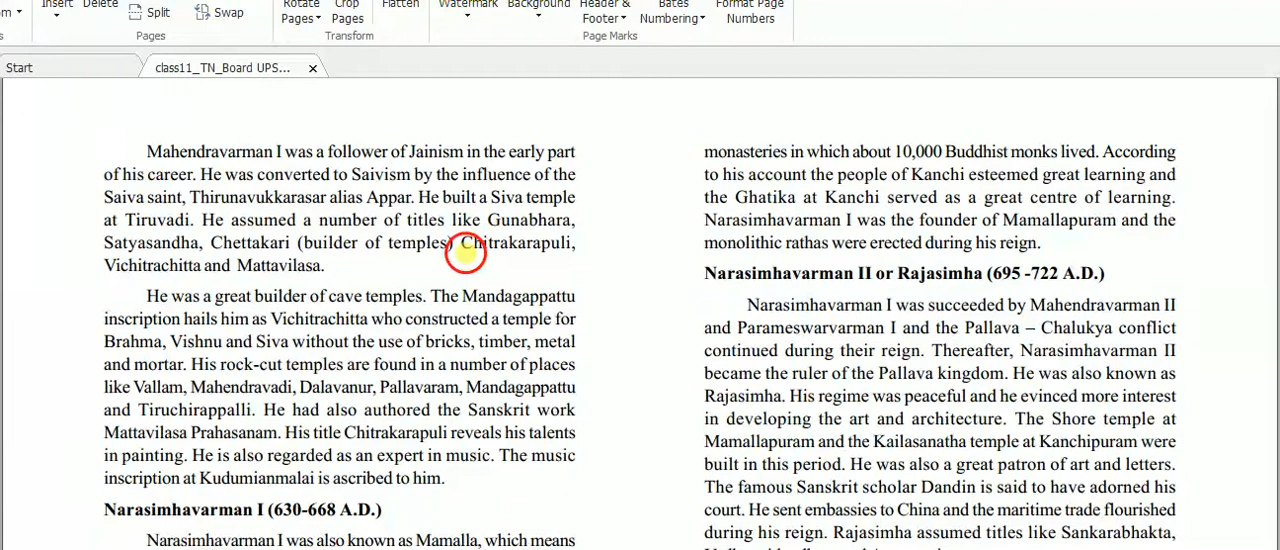 Insert Delete Split Swap Rotate Pages Crop Pages Flatten Watermark Background Header & Footer Bates Numbering Format Page Numbers
Pages Transform Page Marks
Start class11_TN_Board UPS... x
Mahendravarman I was a follower of Jainism in the early part
of his career. He was converted to Saivism by the influence of the
Saiva saint, Thirunavukkarasar alias Appar. He built a Siva temple
at Tiruvadi. He assumed a number of titles like Gunabhara,
Satyasandha, Chettakari (builder of temples) Chitrakarapuli,
Vichitrachitta and Mattavilasa.
He was a great builder of cave temples. The Mandagappattu
inscription hails him as Vichitrachitta who constructed a temple for
Brahma, Vishnu and Siva without the use of bricks, timber, metal
and mortar. His rock-cut temples are found in a number of places
like Vallam, Mahendravadi, Dalavanur, Pallavaram, Mandagappattu
and Tiruchirappalli. He had also authored the Sanskrit work
Mattavilasa Prahasanam. His title Chitrakarapuli reveals his talents
in painting. He is also regarded as an expert in music. The music
inscription at Kudumianmalai is ascribed to him.
Narasimhavarman I (630-668 A.D.)
Narasimhavarman I was also known as Mamalla, which means
monasteries in which about 10,000 Buddhist monks lived. According
to his account the people of Kanchi esteemed great learning and
the Ghatika at Kanchi served as a great centre of learning.
Narasimhavarman I was the founder of Mamallapuram and the
monolithic rathas were erected during his reign.
Narasimhavarman II or Rajasimha (695 -722 A.D.)
Narasimhavarman I was succeeded by Mahendravarman II
and Parameswarvarman I and the Pallava – Chalukya conflict
continued during their reign. Thereafter, Narasimhavarman II
became the ruler of the Pallava kingdom. He was also known as
Rajasimha. His regime was peaceful and he evinced more interest
in developing the art and architecture. The Shore temple at
Mamallapuram and the Kailasanatha temple at Kanchipuram were
built in this period. He was also a great patron of art and letters.
The famous Sanskrit scholar Dandin is said to have adorned his
court. He sent embassies to China and the maritime trade flourished
during his reign. Rajasimha assumed titles like Sankarabhakta,